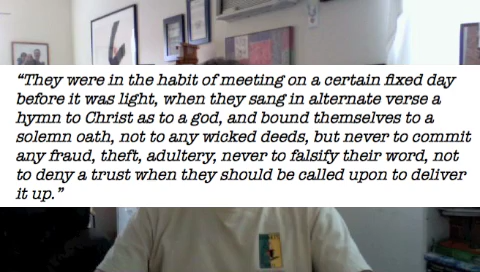 “They were in the habit of meeting on a certain fixed day
before it was light, when they sang in alternate verse a
hymn to Christ as to a god, and bound themselves to a
solemn oath, not to any wicked deeds, but never to commit
any fraud, theft, adultery, never to falsify their word, not
to deny a trust when they should be called upon to deliver
it up.”